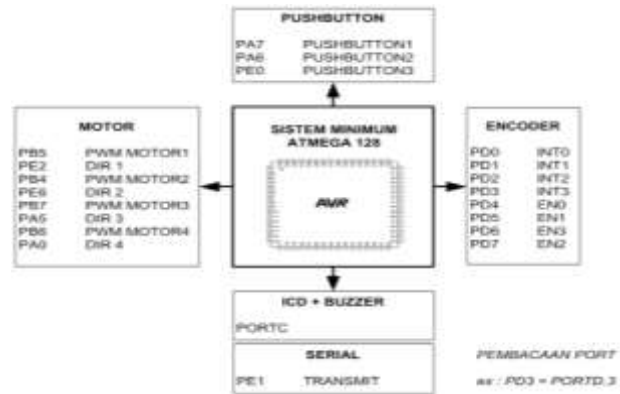 PUSHBUTTON
PA7 PUSHBUTTON1
PA6 PUSHBUTTON2
PE0 PUSHBUTTON3
MOTOR
PB5 PWM MOTOR1
PE2 DIR 1
PB4 PWM MOTOR2
PE6 DIR 2
PB7 PWM MOTOR3
PA5 DIR 3
PB6 PWM MOTOR4
PA0 DIR 4
SISTEM MINIMUM
ATMEGA 128
AVR
ENCODER
PD0 INT0
PD1 INT1
PD2 INT2
PD3 INT3
PD4 EN0
PD5 EN1
PD6 EN3
PD7 EN2
lCD + BUZZER
PORTC
SERIAL
PE1 TRANSMIT
PEMBACAAN PORT
as : PD3 = PORTD.3